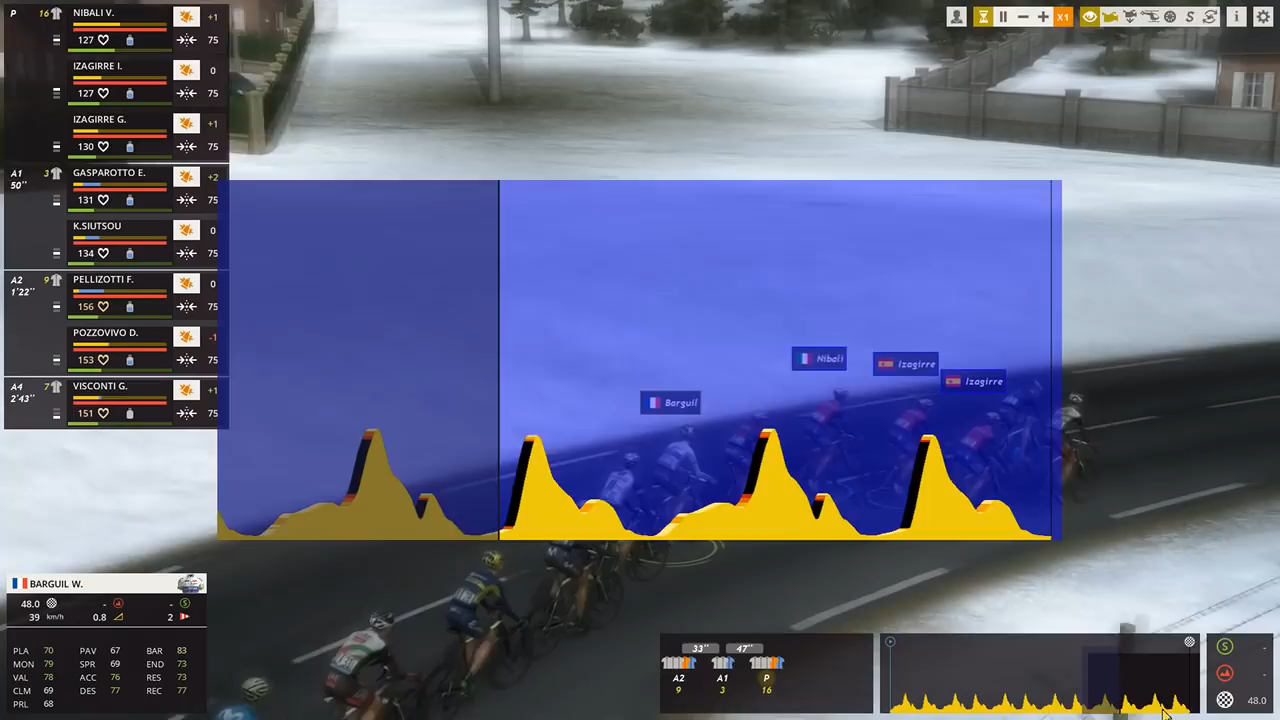 P 16 NIBALI V. +1
127 75
IZAGIRRE I. 0
127 75
IZAGIRRE G. +1
130 75
A1 3 GASPAROTTO E. +2
50'' 131 75
K.SIUTSOU 0
134 75
A2 9 PELLIZOTTI F. 0
1'22'' 156 75
POZZOVIVO D. -1
153 75
A4 7 VISCONTI G. +1
2'43'' 151 75
X1
S
i
Nibali
Izagirre
Izagirre
Barguil
BARGUIL W.
48.0 - - S
39 km/h 0.8 2
PLA 70 PAV 67 BAR 83
MON 79 SPR 69 END 73
VAL 78 ACC 76 RES 73
CLM 69 DES 77 REC 77
PRL 68
33'' 47''
A2 A1 P
9 3 16
S -
-
48.0